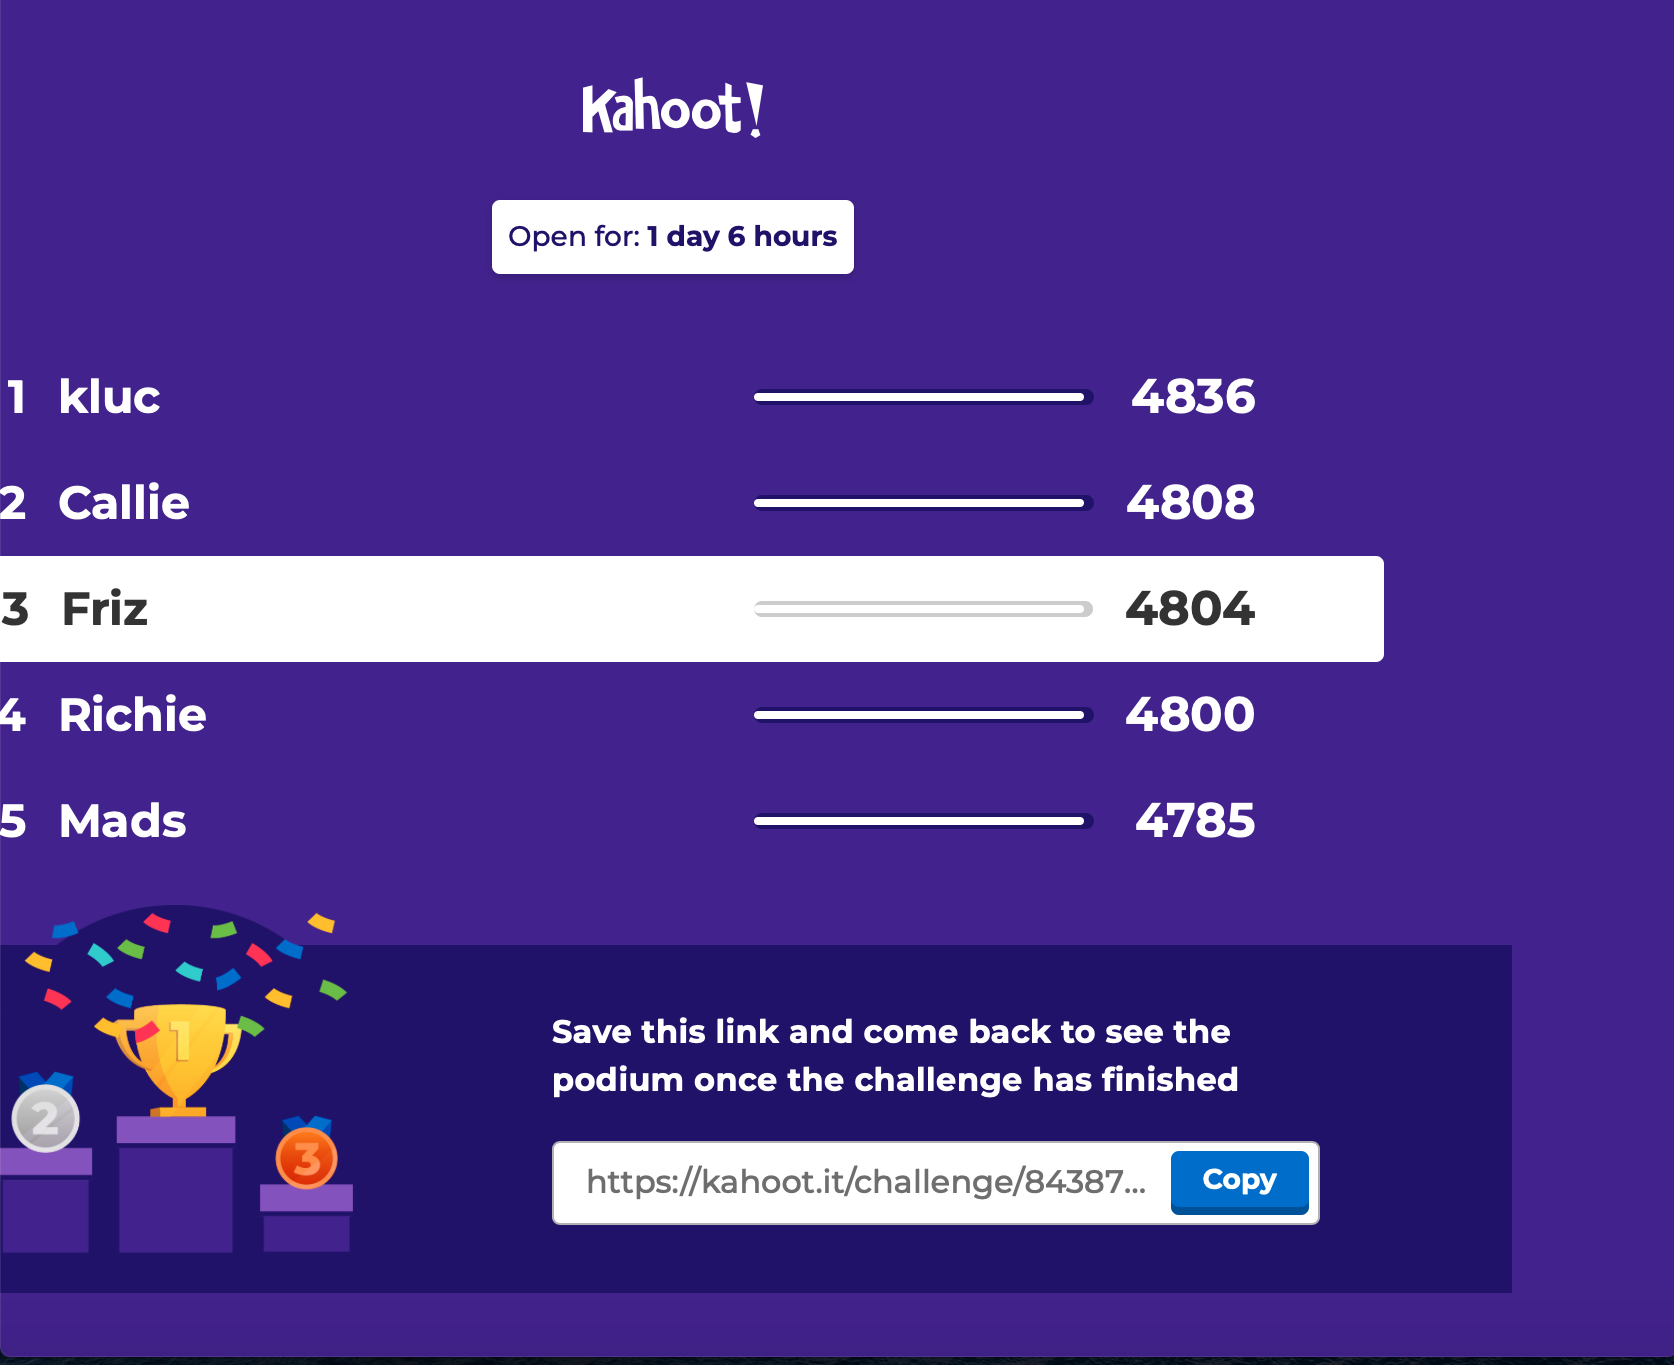 Kahoot!
Open for: 1 day 6 hours
1 kluc 4836
2 Callie 4808
3 Friz 4804
4 Richie 4800
5 Mads 4785
1
2
3
Save this link and come back to see the
podium once the challenge has finished
https://kahoot.it/challenge/84387... Copy